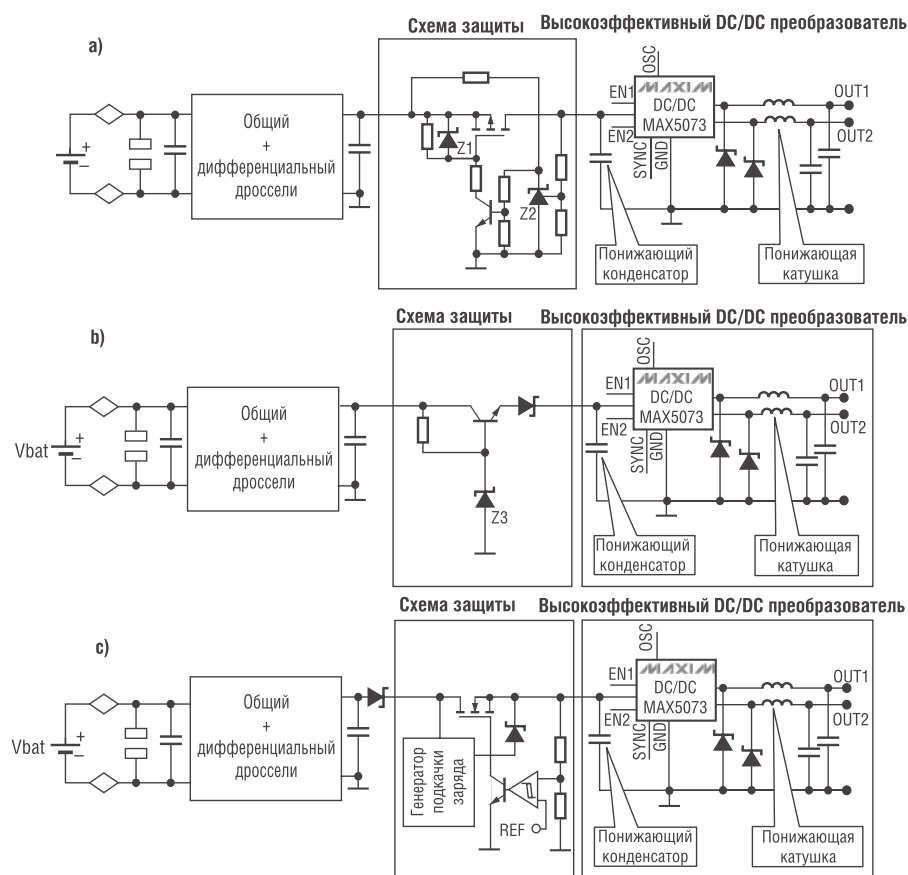 Схема защиты
Высокоэффективный DC/DC преобразователь
a)
OSC
EN1
MAXIM
DC/DC
MAX5073
EN2
SYNC
GND
OUT1
OUT2
Общий
+
дифференциальный
дроссели
+
–
Z1
Z2
Понижающий
конденсатор
Понижающая
катушка
Схема защиты
Высокоэффективный DC/DC преобразователь
b)
OSC
EN1
MAXIM
DC/DC
MAX5073
EN2
SYNC
GND
OUT1
OUT2
Общий
+
дифференциальный
дроссели
Vbat
+
–
Z3
Понижающий
конденсатор
Понижающая
катушка
Схема защиты
Высокоэффективный DC/DC преобразователь
c)
OSC
EN1
MAXIM
DC/DC
MAX5073
EN2
SYNC
GND
OUT1
OUT2
Общий
+
дифференциальный
дроссели
Vbat
+
–
Генератор
подкачки
заряда
REF
Понижающий
конденсатор
Понижающая
катушка